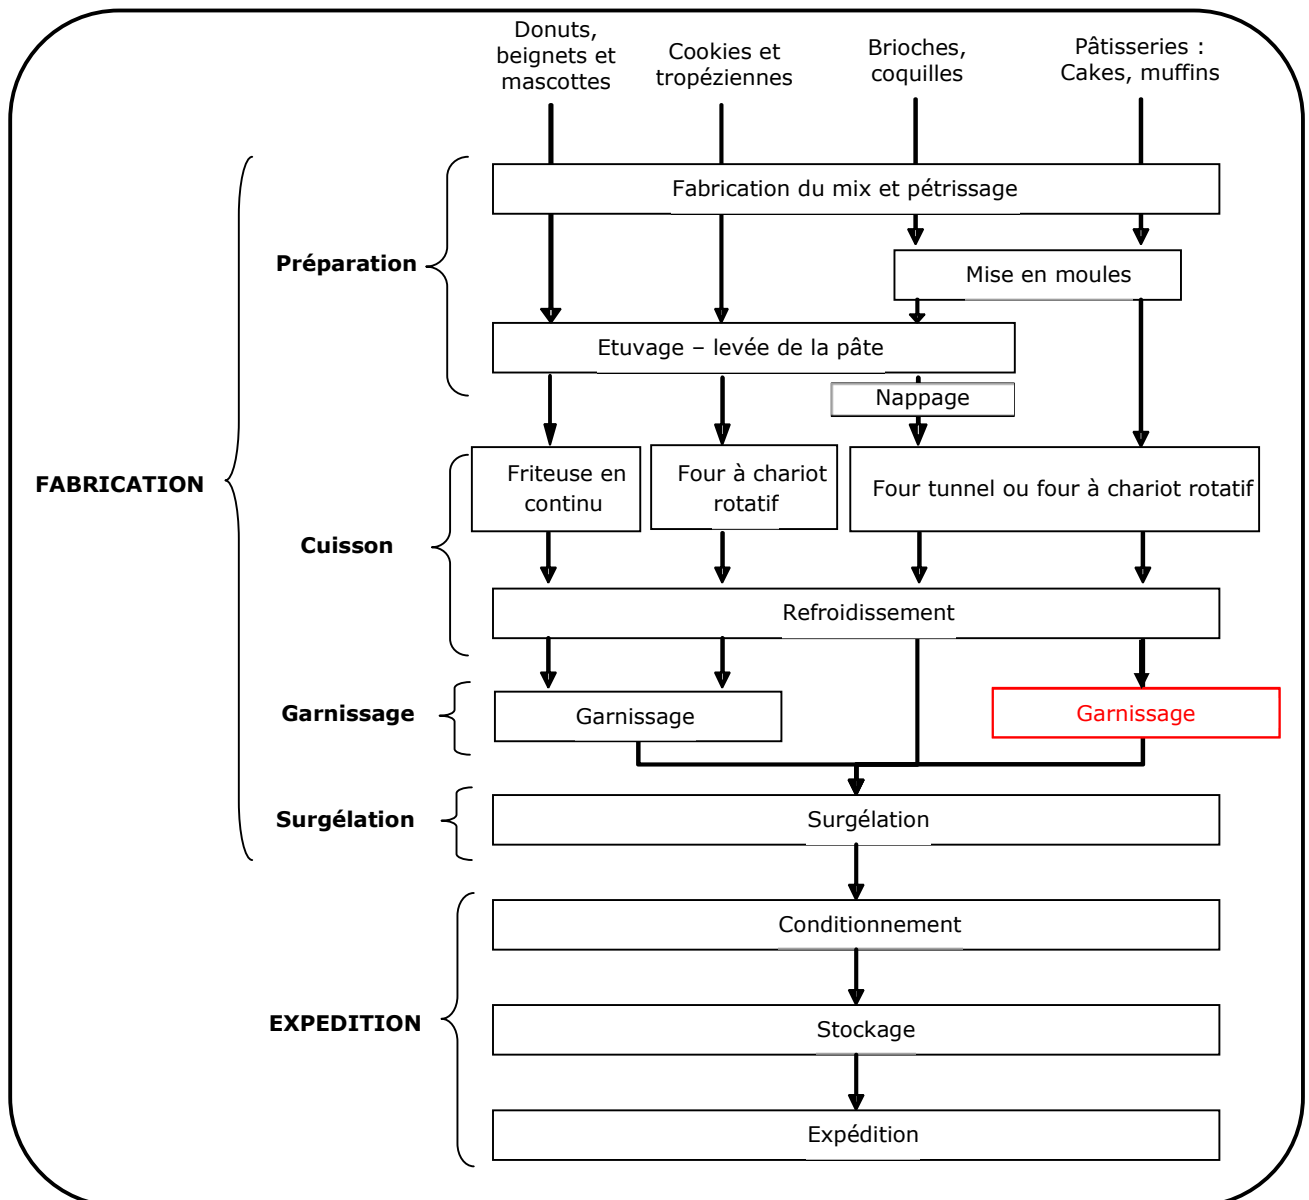 Donuts,
beignets et
mascottes
Cookies et
tropéziennes
Brioches,
coquilles
Pâtisseries :
Cakes, muffins
Fabrication du mix et pétrissage
Préparation
Mise en moules
Etuvage – levée de la pâte
Nappage
FABRICATION
Friteuse en
continu
Four à chariot
rotatif
Four tunnel ou four à chariot rotatif
Cuisson
Refroidissement
Garnissage
Garnissage
Garnissage
Surgélation
Surgélation
Conditionnement
EXPEDITION
Stockage
Expédition